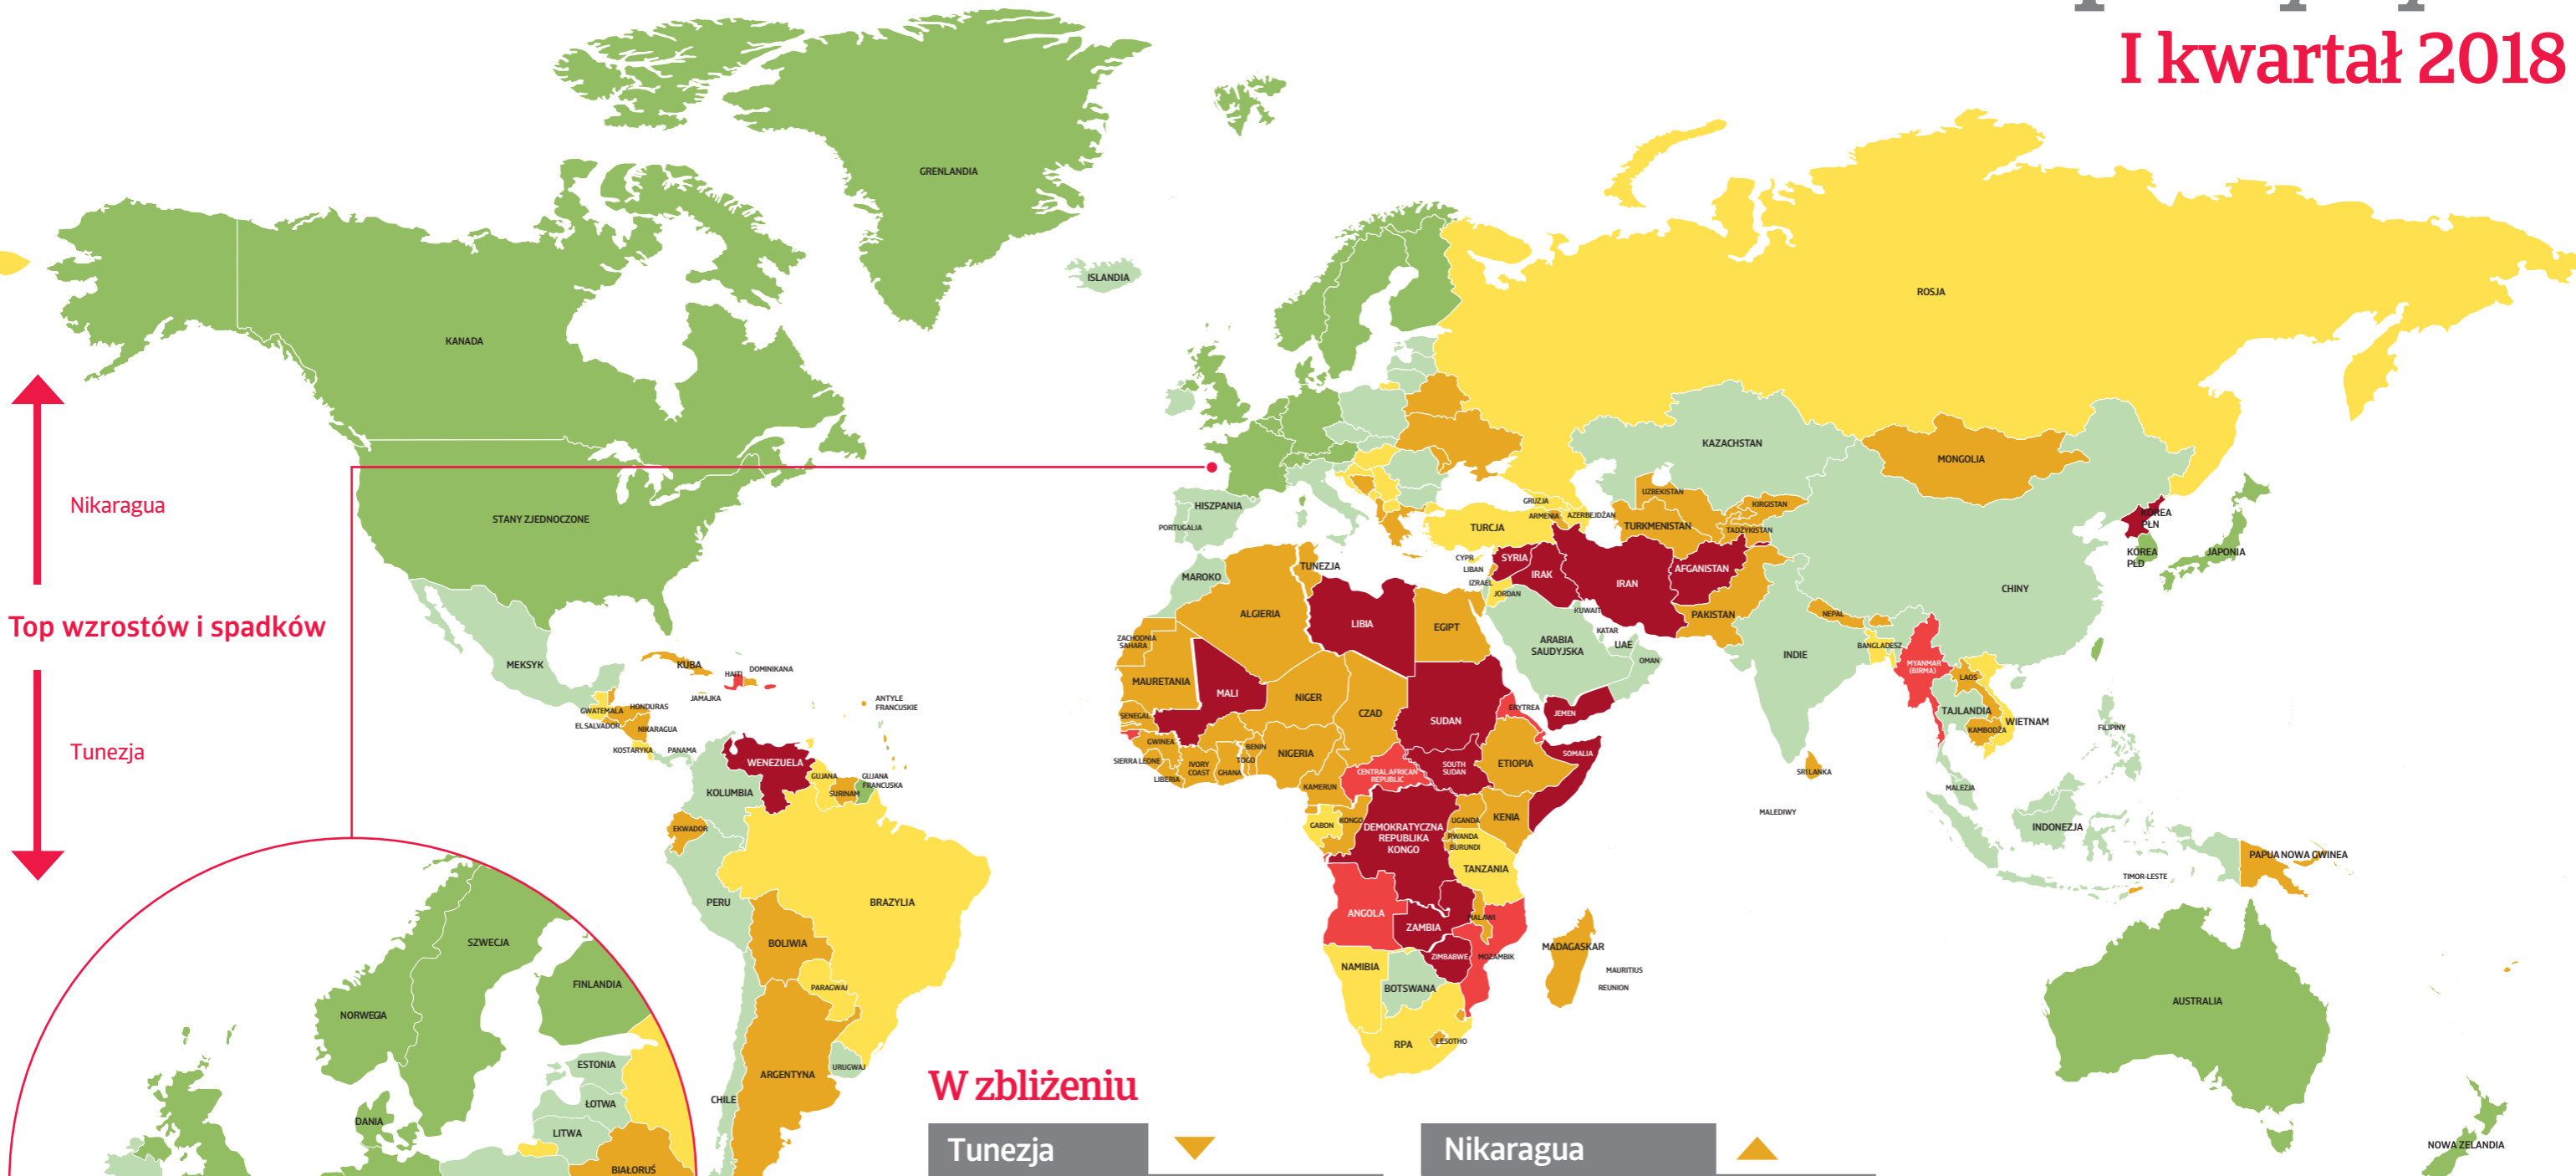 I kwartał 2018
GRENLANDIA
ISLANDIA
KANADA
ROSJA
STANY ZJEDNOCZONE
Nikaragua
Top wzrostów i spadków
Tunezja
MEKSYK
KUBA
HAITI
DOMINIKANA
JAMAJKA
ANTYLE
FRANCUSKIE
GWATEMALA
HONDURAS
EL SALVADOR
NIKARAGUA
KOSTARYKA
PANAMA
WENEZUELA
GUJANA
GUJANA
FRANCUSKA
SURINAM
KOLUMBIA
EKWADOR
PERU
BRAZYLIA
BOLIWIA
PARAGWAJ
ARGENTYNA
URUGWAJ
CHILE
HISZPANIA
PORTUGALIA
MAROKO
TUNEZJA
ALGIERIA
LIBIA
EGIPT
ZACHODNIA
SAHARA
MAURETANIA
MALI
NIGER
CZAD
SUDAN
ERYTREA
SENEGAL
GWINEA
SIERRA LEONE
LIBERIA
IVORY
COAST
GHANA
TOGO
BENIN
NIGERIA
KAMERUN
CENTRAL AFRICAN
REPUBLIC
SOUTH
SUDAN
ETIOPIA
SOMALIA
GABON
KONGO
DEMOKRATYCZNA
REPUBLIKA
KONGO
UGANDA
RWANDA
BURUNDI
KENIA
TANZANIA
ANGOLA
ZAMBIA
MALAWI
ZIMBABWE
MOZAMBIK
NAMIBIA
BOTSWANA
RPA
LESOTHO
MADAGASKAR
MAURITIUS
REUNION
TURCJA
GRUZJA
ARMENIA
AZERBEJDŻAN
CYPR
LIBAN
IZRAEL
JORDAN
SYRIA
IRAK
IRAN
KUWAIT
KATAR
UAE
ARABIA
SAUDYJSKA
OMAN
JEMEN
KAZACHSTAN
UZBEKISTAN
TURKMENISTAN
KIRGISTAN
TADŻYKISTAN
AFGANISTAN
PAKISTAN
MONGOLIA
CHINY
KOREA
PŁN
KOREA
PŁD
JAPONIA
NEPAL
INDIE
BANGLADESZ
MYANMAR
(BIRMA)
LAOS
TAJLANDIA
WIETNAM
KAMBODŻA
FILIPINY
SRI LANKA
MALEDIWY
MALEZJA
INDONEZJA
TIMOR-LESTE
PAPUA NOWA GWINEA
AUSTRALIA
NOWA ZELANDIA
SZWECJA
FINLANDIA
NORWEGIA
ESTONIA
ŁOTWA
LITWA
DANIA
BIAŁORUŚ
W zbliżeniu
Tunezja
Nikaragua